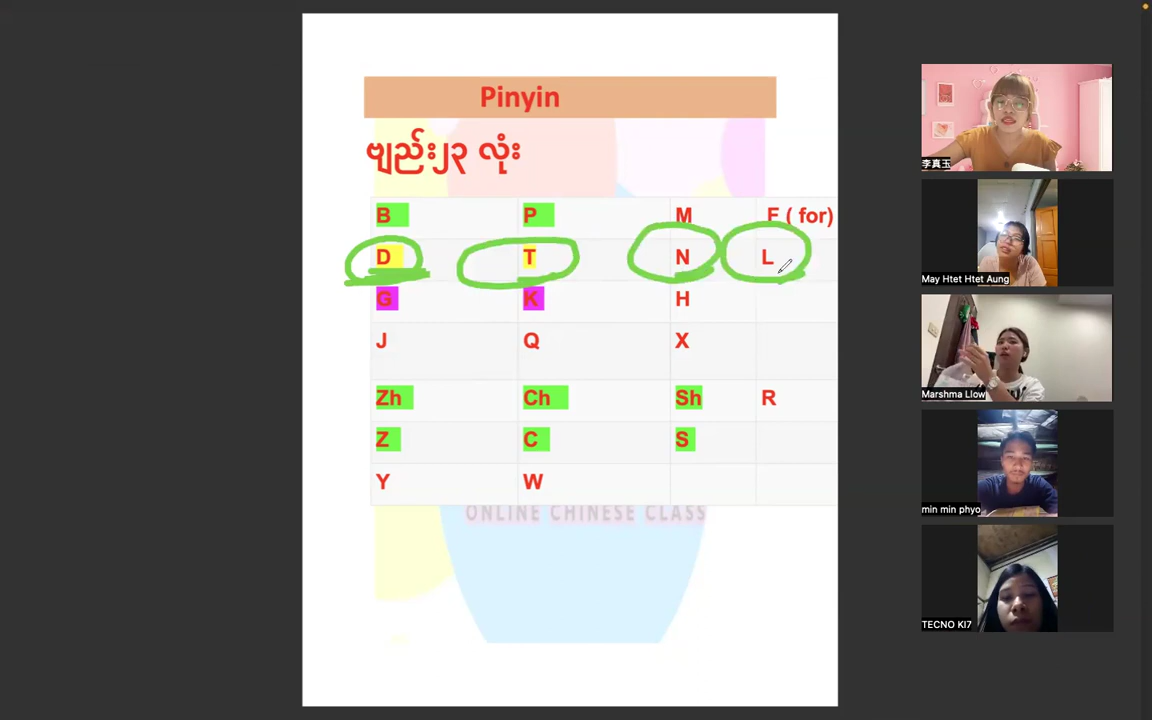 Pinyin
ဗျည်း၂၃ လုံး
B P M F ( for)
D T N L
G K H
J Q X
Zh Ch Sh R
Z C S
Y W
ONLINE CHINESE CLASS
李真玉
May Htet Htet Aung
Marshma Llow
min min phyo
TECNO KI7